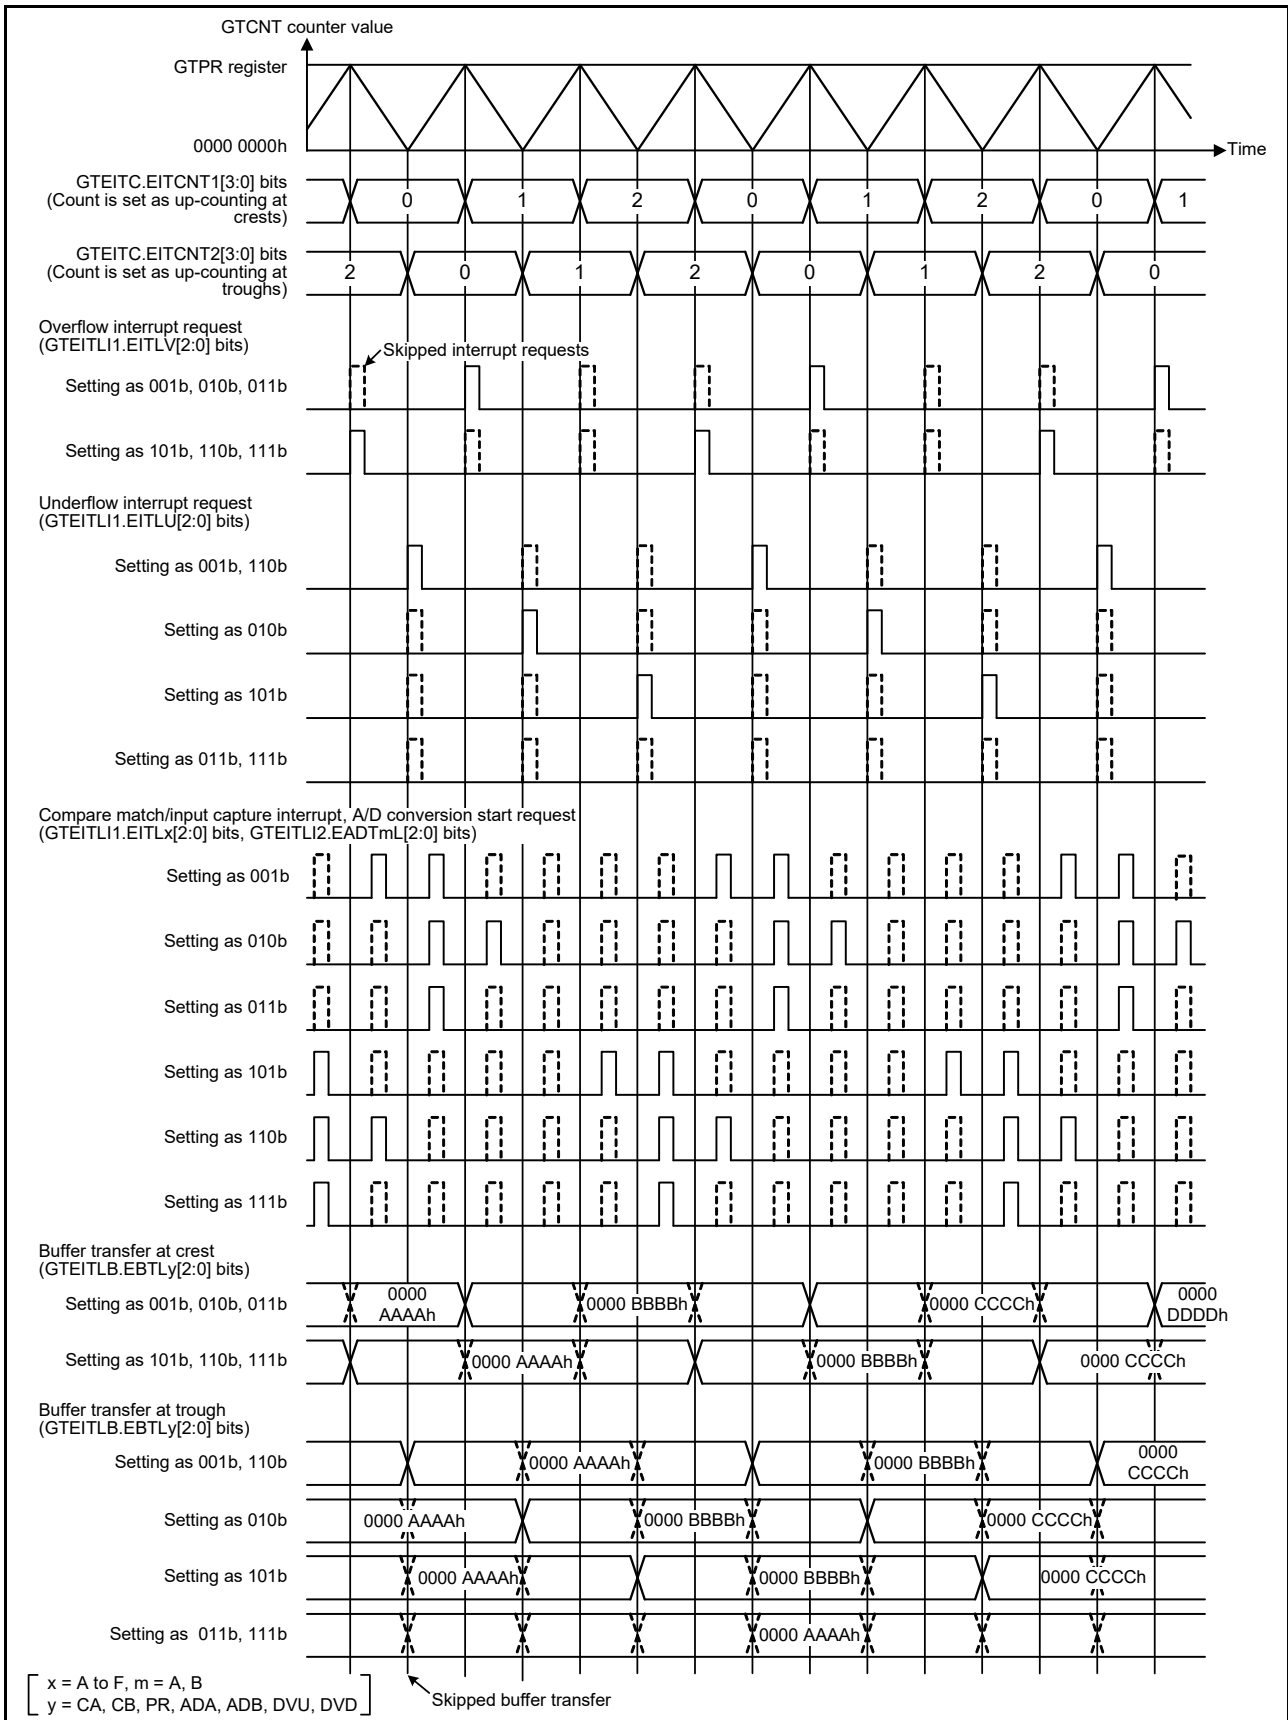 GTCNT counter value
GTPR register
0000 0000h
Time
GTEITC.EITCNT1[3:0] bits
(Count is set as up-counting at
crests)
0 1 2 0 1 2 0 1
GTEITC.EITCNT2[3:0] bits
(Count is set as up-counting at
troughs)
2 0 1 2 0 1 2 0
Overflow interrupt request
(GTEITLI1.EITLV[2:0] bits)
Skipped interrupt requests
Setting as 001b, 010b, 011b
Setting as 101b, 110b, 111b
Underflow interrupt request
(GTEITLI1.EITLU[2:0] bits)
Setting as 001b, 110b
Setting as 010b
Setting as 101b
Setting as 011b, 111b
Compare match/input capture interrupt, A/D conversion start request
(GTEITLI1.EITLx[2:0] bits, GTEITLI2.EADTmL[2:0] bits)
Setting as 001b
Setting as 010b
Setting as 011b
Setting as 101b
Setting as 110b
Setting as 111b
Buffer transfer at crest
(GTEITLB.EBTLy[2:0] bits)
Setting as 001b, 010b, 011b
0000
AAAAh
0000 BBBBh
0000 CCCCh
0000
DDDDh
Setting as 101b, 110b, 111b
0000 AAAAh
0000 BBBBh
0000 CCCCh
Buffer transfer at trough
(GTEITLB.EBTLy[2:0] bits)
Setting as 001b, 110b
0000 AAAAh
0000 BBBBh
0000
CCCCh
Setting as 010b
0000 AAAAh
0000 BBBBh
0000 CCCCh
Setting as 101b
0000 AAAAh
0000 BBBBh
0000 CCCCh
Setting as 011b, 111b
0000 AAAAh
x = A to F, m = A, B
y = CA, CB, PR, ADA, ADB, DVU, DVD
Skipped buffer transfer